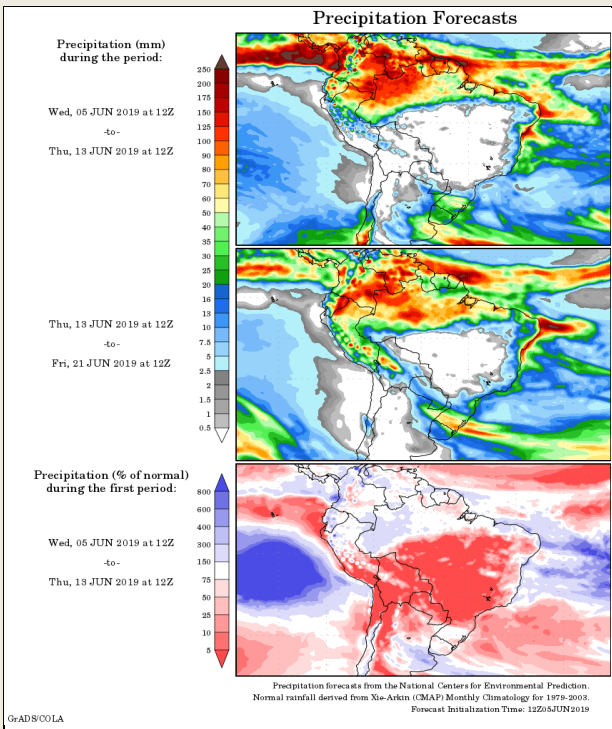 Precipitation Forecasts
Precipitation (mm)
during the period:
Wed, 05 JUN 2019 at 12Z
-to-
Thu, 13 JUN 2019 at 12Z
250
200
175
150
125
100
90
80
70
60
50
40
35
30
25
20
16
13
10
7.5
5
2.5
2
1.5
1
0.5
Thu, 13 JUN 2019 at 12Z
-to-
Fri, 21 JUN 2019 at 12Z
Precipitation (% of normal)
during the first period:
Wed, 05 JUN 2019 at 12Z
-to-
Thu, 13 JUN 2019 at 12Z
800
600
400
300
150
75
50
25
10
5
Precipitation forecasts from the National Centers for Environmental Prediction.
Normal rainfall derived from Xie-Arkin (CMAP) Monthly Climatology for 1979-2003.
Forecast Initialization Time: 12Z05JUN2019
GrADS/COLA